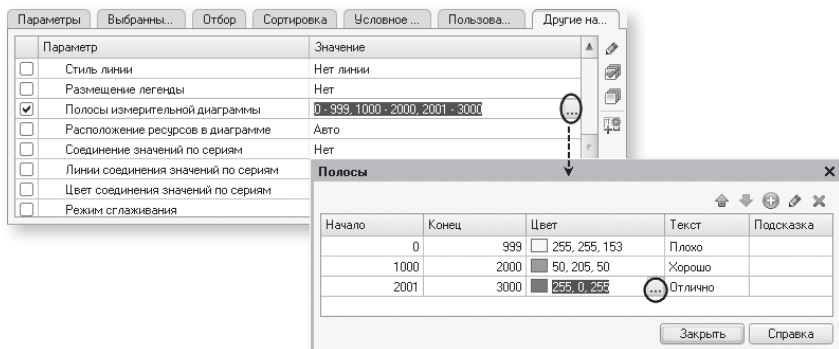 Параметры Выбранны... Отбор Сортировка Условное ... Пользова... Другие на...
Параметр Значение
Стиль линии Нет линии
Размещение легенды Нет
Полосы измерительной диаграммы 0 - 999, 1000 - 2000, 2001 - 3000 ...
Расположение ресурсов в диаграмме Авто
Соединение значений по сериям Нет
Линии соединения значений по сериям
Цвет соединения значений по сериям
Режим сглаживания
Полосы
Начало Конец Цвет Текст Подсказка
0 999 255, 255, 153 Плохо
1000 2000 50, 205, 50 Хорошо
2001 3000 255, 0, 255 ... Отлично
Закрыть Справка